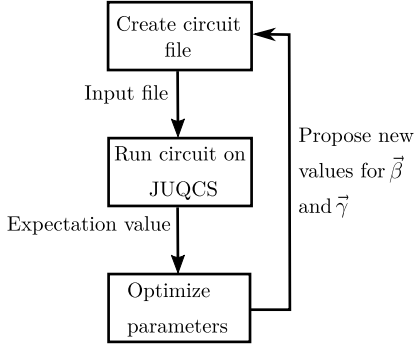 Create circuit
file
Input file
Run circuit on
JUQCS
Expectation value
Optimize
parameters
Propose new
values for $\vec{\beta}$
and $\vec{\gamma}$